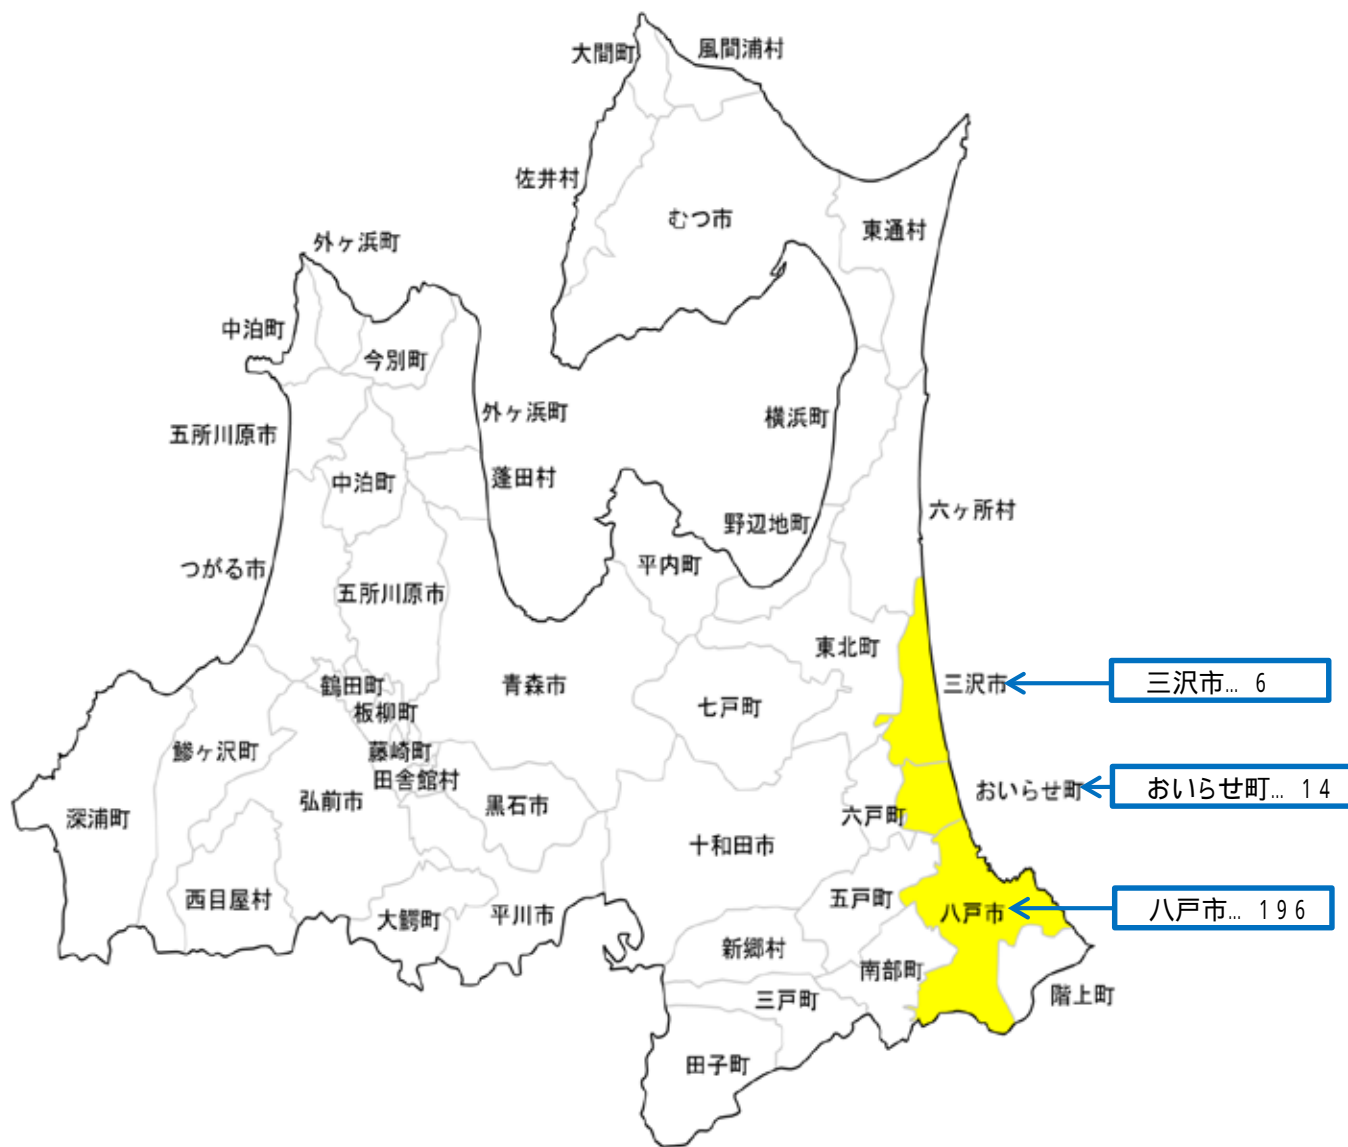 大間町
風間浦村
佐井村
むつ市
東通村
外ヶ浜町
中泊町
今別町
外ヶ浜町
横浜町
五所川原市
中泊町
蓬田村
六ヶ所村
野辺地町
つがる市
平内町
五所川原市
東北町
鶴田町
青森市
三沢市
三沢市… 6
板柳町
七戸町
鰺ヶ沢町
藤崎町
田舎館村
おいらせ町
おいらせ町… 14
深浦町
弘前市
黒石市
六戸町
十和田市
西目屋村
大鰐町
平川市
五戸町
八戸市
八戸市… 196
新郷村
南部町
三戸町
階上町
田子町